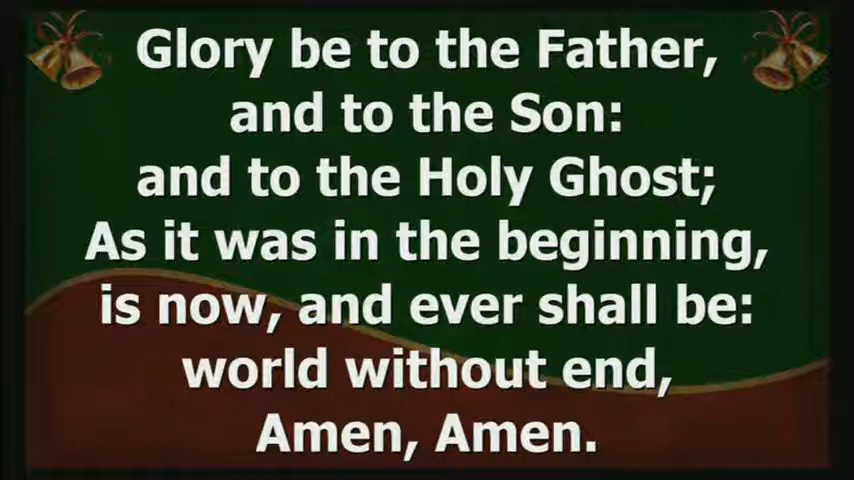 Glory be to the Father,
and to the Son:
and to the Holy Ghost;
As it was in the beginning,
is now, and ever shall be:
world without end,
Amen, Amen.